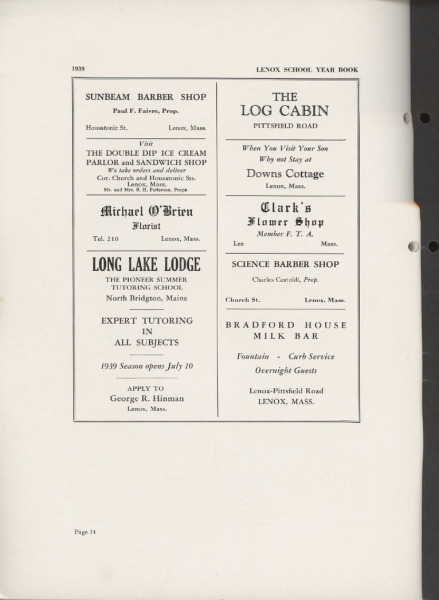 1939
LENOX SCHOOL YEAR BOOK
SUNBEAM BARBER SHOP
Paul F. Faivre, Prop.
Housatonic St. Lenox, Mass.
Visit
THE DOUBLE DIP ICE CREAM
PARLOR and SANDWICH SHOP
We take orders and deliver
Cor. Church and Housatonic Sts.
Lenox, Mass.
Mr. and Mrs. R. H. Patterson, Props
Michael O'Brien
Florist
Tel. 210 Lenox, Mass.
LONG LAKE LODGE
THE PIONEER SUMMER
TUTORING SCHOOL
North Bridgton, Maine
EXPERT TUTORING
IN
ALL SUBJECTS
1939 Season opens July 10
APPLY TO
George R. Hinman
Lenox, Mass.
THE
LOG CABIN
PITTSFIELD ROAD
When You Visit Your Son
Why not Stay at
Downs Cottage
Lenox, Mass.
Clark's
Flower Shop
Member F. T. A.
Lee Mass.
SCIENCE BARBER SHOP
Charles Castoldi, Prop.
Church St. Lenox, Mass.
BRADFORD HOUSE
MILK BAR
Fountain - Curb Service
Overnight Guests
Lenox-Pittsfield Road
LENOX, MASS.
Page 34